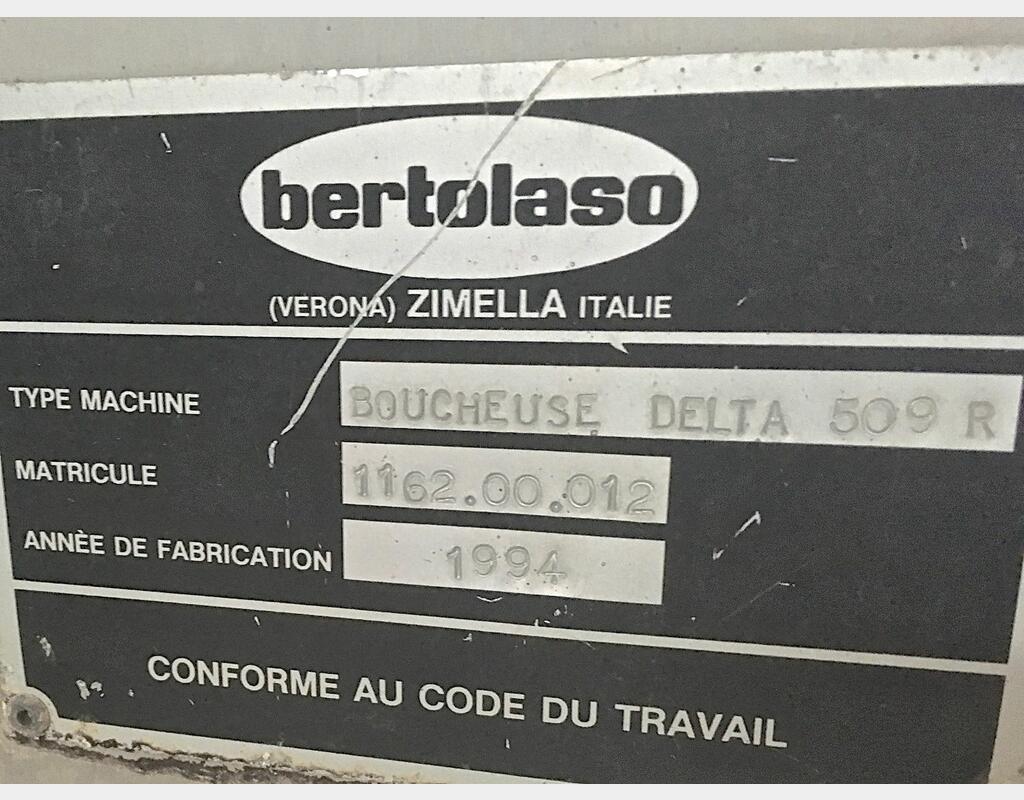 bertolaso
(VERONA) ZIMELLA ITALIE
TYPE MACHINE BOUCHEUSE DELTA 509 R
MATRICULE 1162.00.012
ANNÈE DE FABRICATION 1994
CONFORME AU CODE DU TRAVAIL